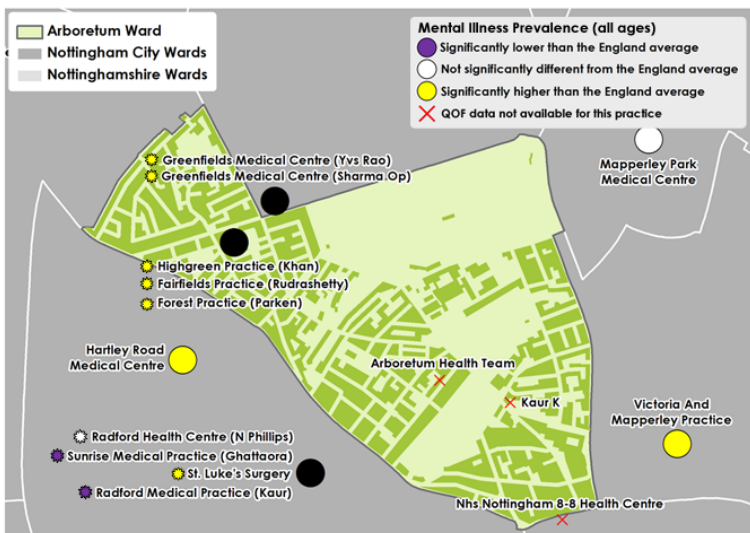 Arboretum Ward
Nottingham City Wards
Nottinghamshire Wards
Mental Illness Prevalence (all ages)
Significantly lower than the England average
Not significantly different from the England average
Significantly higher than the England average
QOF data not available for this practice
Mapperley Park
Medical Centre
Greenfields Medical Centre (Yvs Rao)
Greenfields Medical Centre (Sharma.Op)
Highgreen Practice (Khan)
Fairfields Practice (Rudrashetty)
Forest Practice (Parken)
Hartley Road
Medical Centre
Arboretum Health Team
Kaur K
Victoria And
Mapperley Practice
Radford Health Centre (N Phillips)
Sunrise Medical Practice (Ghattaora)
St. Luke's Surgery
Radford Medical Practice (Kaur)
Nhs Nottingham 8-8 Health Centre